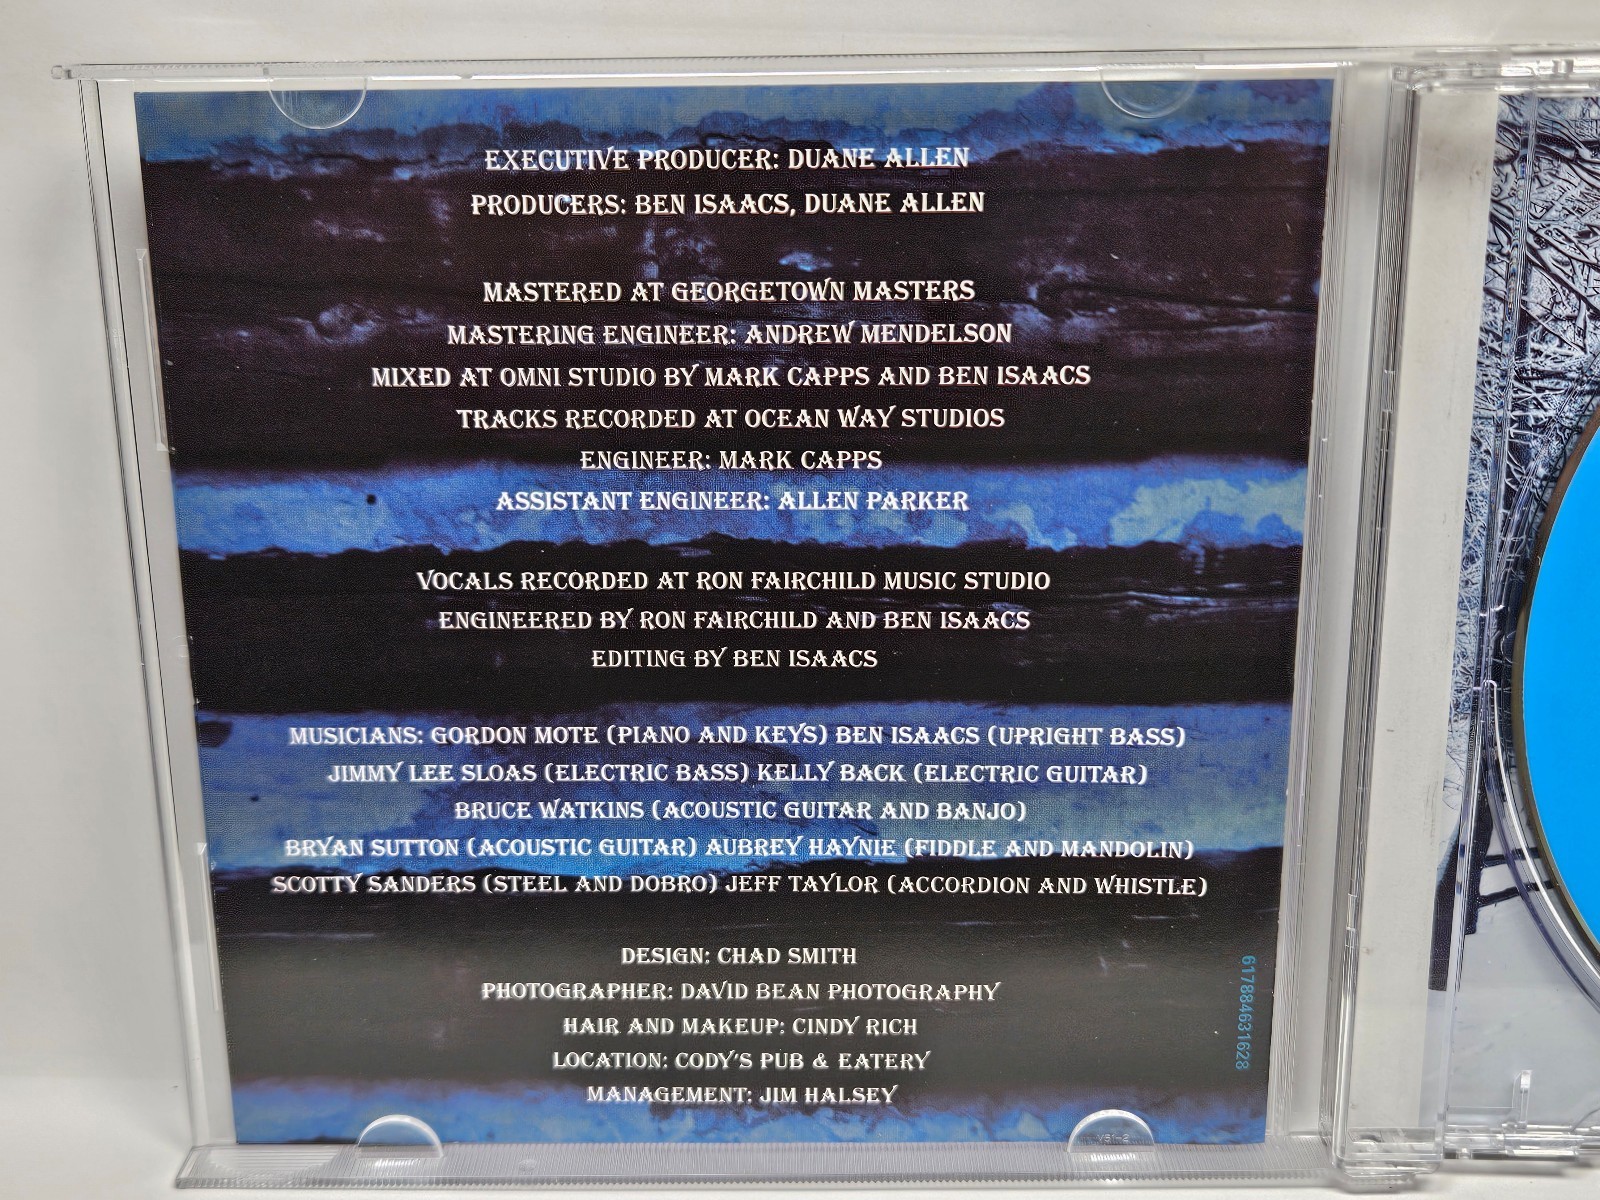 EXECUTIVE PRODUCER: DUANE ALLEN
PRODUCERS: BEN ISAACS, DUANE ALLEN
MASTERED AT GEORGETOWN MASTERS
MASTERING ENGINEER: ANDREW MENDELSON
MIXED AT OMNI STUDIO BY MARK CAPPS AND BEN ISAACS
TRACKS RECORDED AT OCEAN WAY STUDIOS
ENGINEER: MARK CAPPS
ASSISTANT ENGINEER: ALLEN PARKER
VOCALS RECORDED AT RON FAIRCHILD MUSIC STUDIO
ENGINEERED BY RON FAIRCHILD AND BEN ISAACS
EDITING BY BEN ISAACS
MUSICIANS: GORDON MOTE (PIANO AND KEYS) BEN ISAACS (UPRIGHT BASS)
JIMMY LEE SLOAS (ELECTRIC BASS) KELLY BACK (ELECTRIC GUITAR)
BRUCE WATKINS (ACOUSTIC GUITAR AND BANJO)
BRYAN SUTTON (ACOUSTIC GUITAR) AUBREY HAYNIE (FIDDLE AND MANDOLIN)
SCOTTY SANDERS (STEEL AND DOBRO) JEFF TAYLOR (ACCORDION AND WHISTLE)
DESIGN: CHAD SMITH
PHOTOGRAPHER: DAVID BEAN PHOTOGRAPHY
HAIR AND MAKEUP: CINDY RICH
LOCATION: CODY'S PUB & EATERY
MANAGEMENT: JIM HALSEY
617884631628